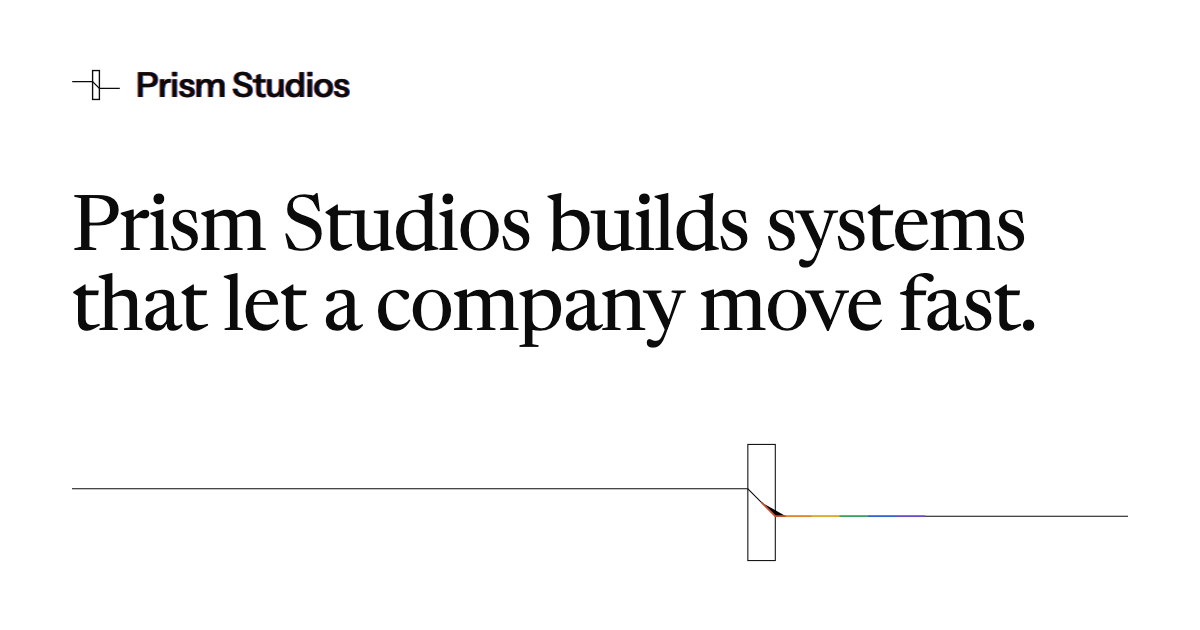 Prism Studios
Prism Studios builds systems
that let a company move fast.